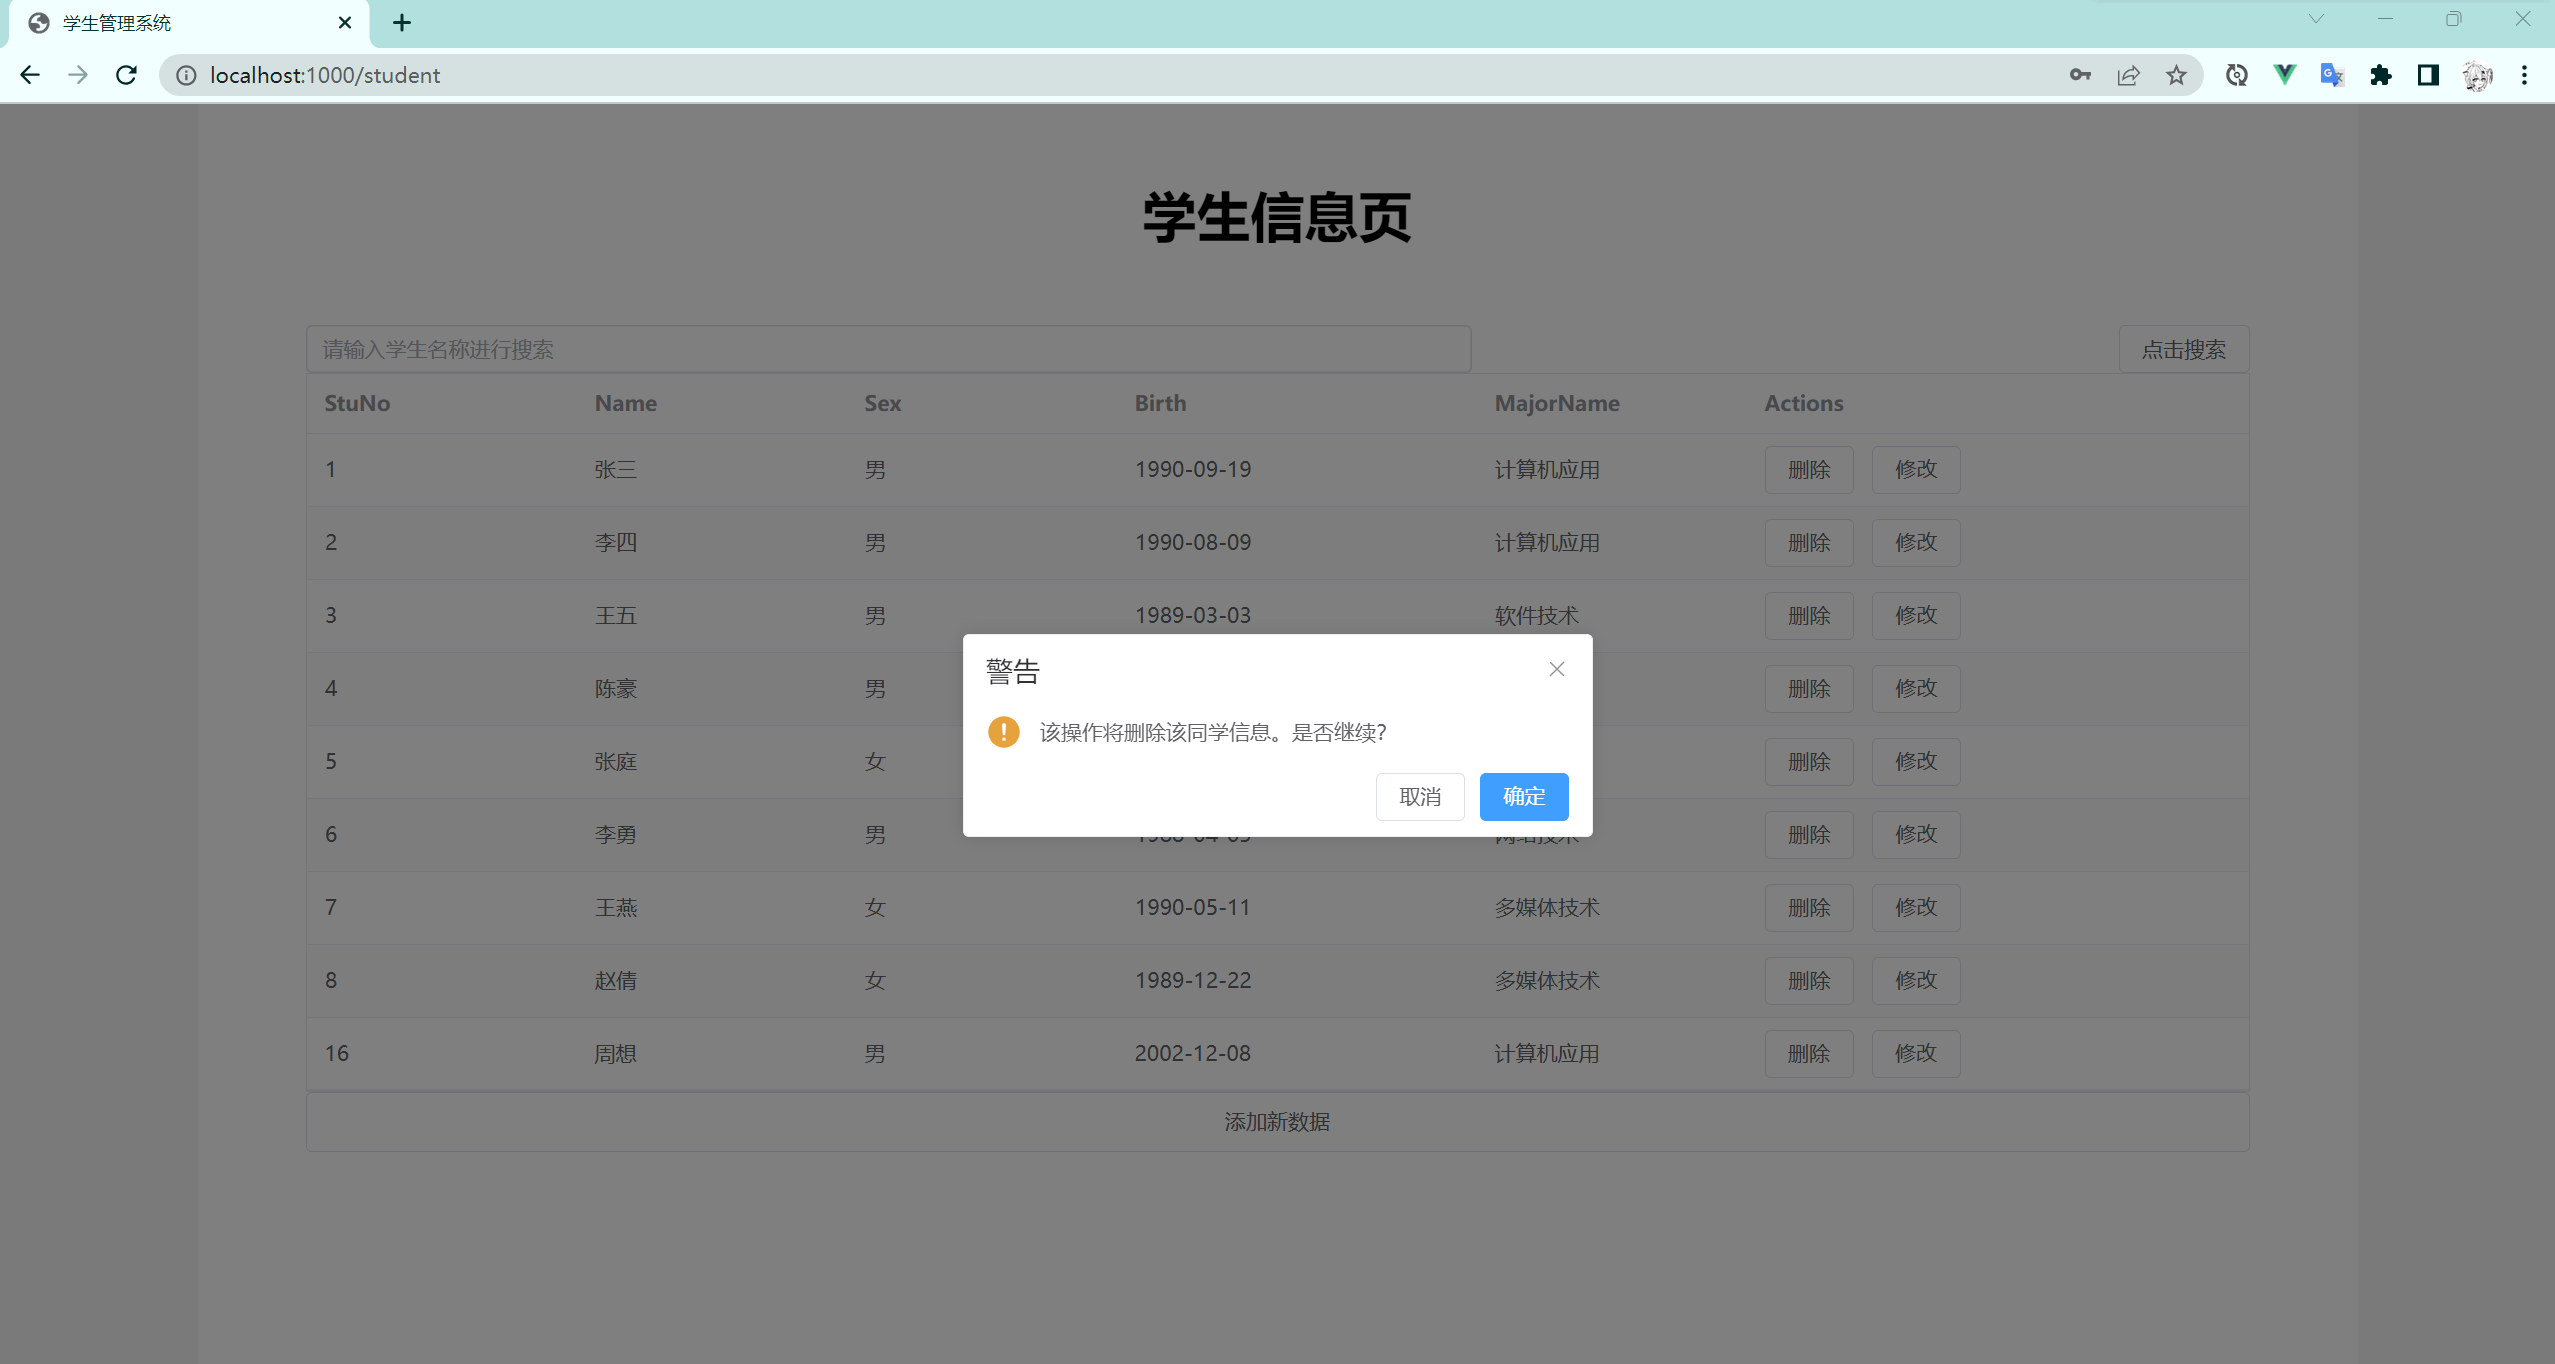 学生管理系统
localhost:1000/student
学生信息页
请输入学生名称进行搜索 点击搜索
StuNo Name Sex Birth MajorName Actions
1 张三 男 1990-09-19 计算机应用 删除 修改
2 李四 男 1990-08-09 计算机应用 删除 修改
3 王五 男 1989-03-03 软件技术 删除 修改
警告
4 陈豪 男 删除 修改
该操作将删除该同学信息。是否继续?
5 张庭 女 删除 修改
取消 确定
6 李勇 男 删除 修改
7 王燕 女 1990-05-11 多媒体技术 删除 修改
8 赵倩 女 1989-12-22 多媒体技术 删除 修改
16 周想 男 2002-12-08 计算机应用 删除 修改
添加新数据